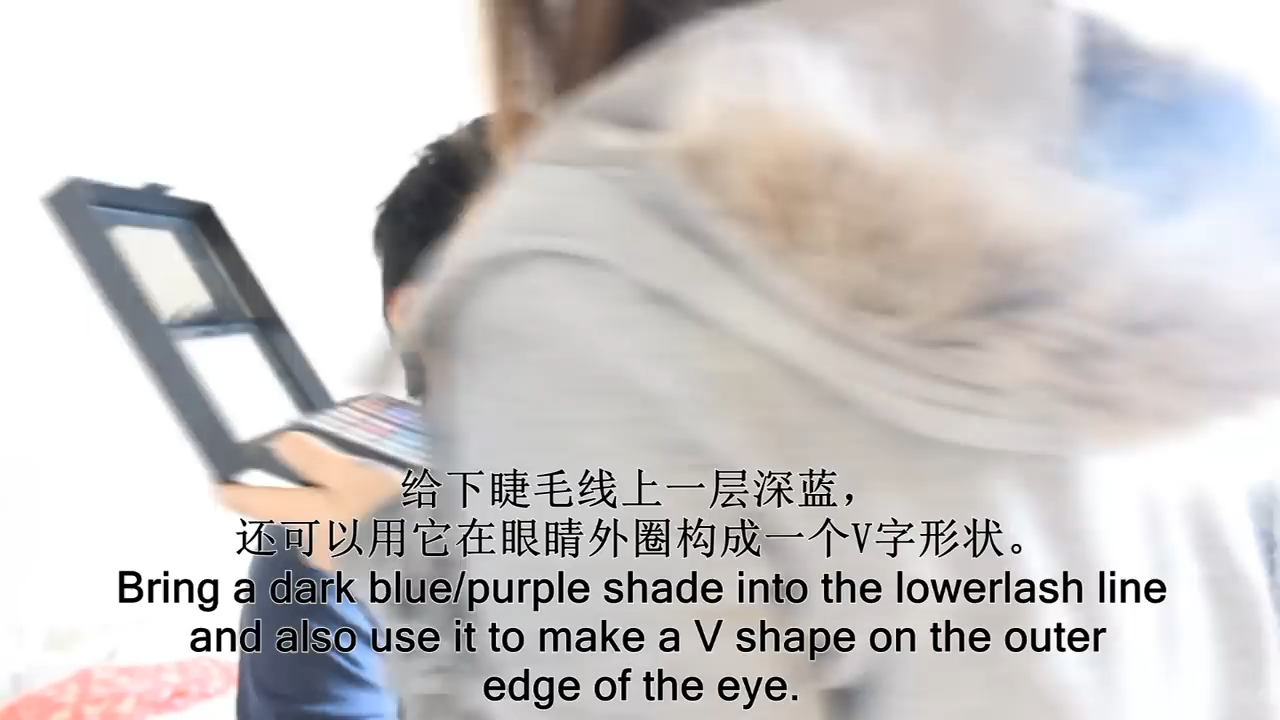 给下睫毛线上一层深蓝，
还可以用它在眼睛外圈构成一个V字形状。
Bring a dark blue/purple shade into the lowerlash line
and also use it to make a V shape on the outer
edge of the eye.